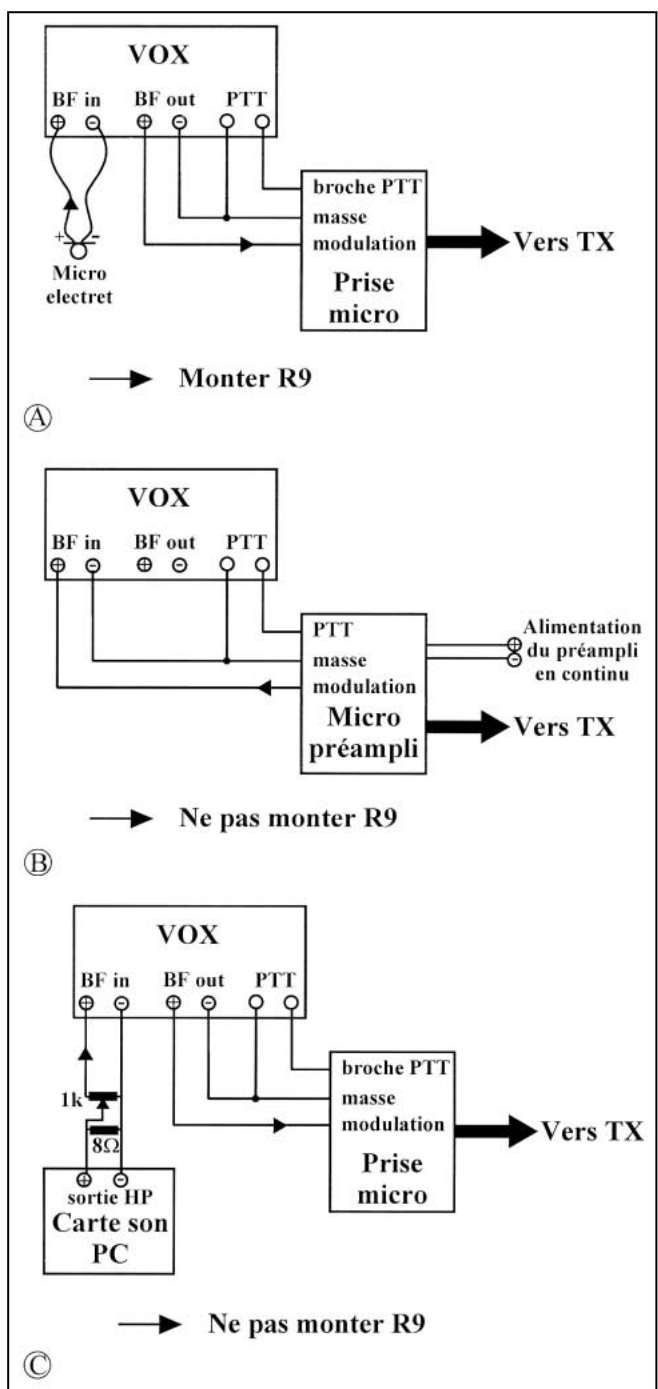 VOX
BF in BF out PTT
⊕ ⊖ ⊕ ⊖
broche PTT
masse
modulation
Prise
micro
Vers TX
+ -
Micro
electret
Monter R9
Ⓐ
VOX
BF in BF out PTT
⊕ ⊖ ⊕ ⊖
PTT
masse
modulation
Micro
préampli
⊕
⊖
Alimentation
du préampli
en continu
Vers TX
Ne pas monter R9
Ⓑ
VOX
BF in BF out PTT
⊕ ⊖ ⊕ ⊖
1k
8Ω
⊕ ⊖
sortie HP
Carte son
PC
broche PTT
masse
modulation
Prise
micro
Vers TX
Ne pas monter R9
Ⓒ